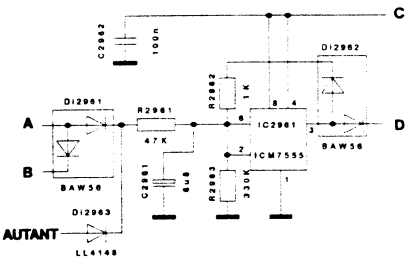 C
C2962
100n
Di2962
R2962
1K
Di2961
A
R2961
47K
6
8
4
IC2961
3
D
B
BAW56
C2961
6u8
2
ICM7555
BAW56
R2963
330K
1
Di2963
AUTANT
LL4148